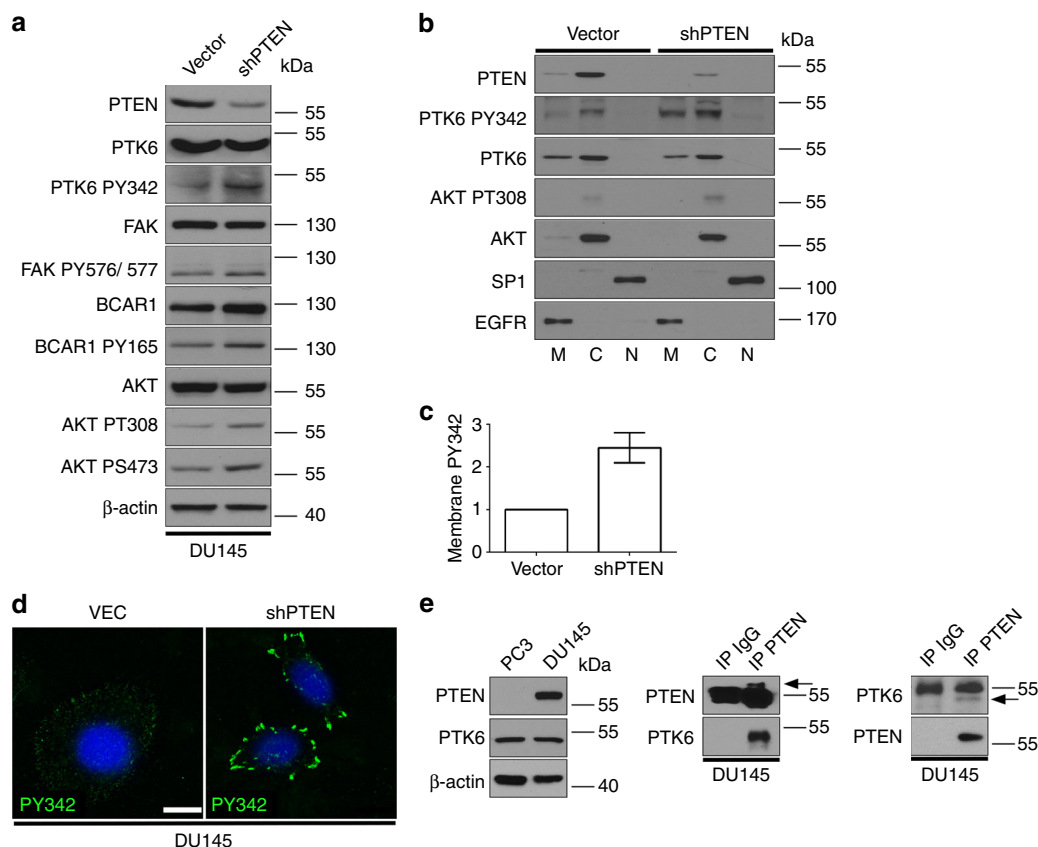 a
Vector
shPTEN
kDa
PTEN
55
PTK6
55
PTK6 PY342
55
FAK
130
FAK PY576/ 577
130
BCAR1
130
BCAR1 PY165
130
AKT
55
AKT PT308
55
AKT PS473
55
β-actin
40
DU145
b
Vector
shPTEN
kDa
PTEN
55
PTK6 PY342
55
PTK6
55
AKT PT308
55
AKT
55
SP1
100
EGFR
170
M C N M C N
c
Membrane PY342
3
2
1
0
Vector
shPTEN
d
VEC
shPTEN
PY342
PY342
DU145
e
PC3
DU145
kDa
PTEN
55
PTK6
55
β-actin
40
IP IgG
IP PTEN
PTEN
55
PTK6
55
DU145
IP IgG
IP PTEN
PTK6
55
PTEN
55
DU145